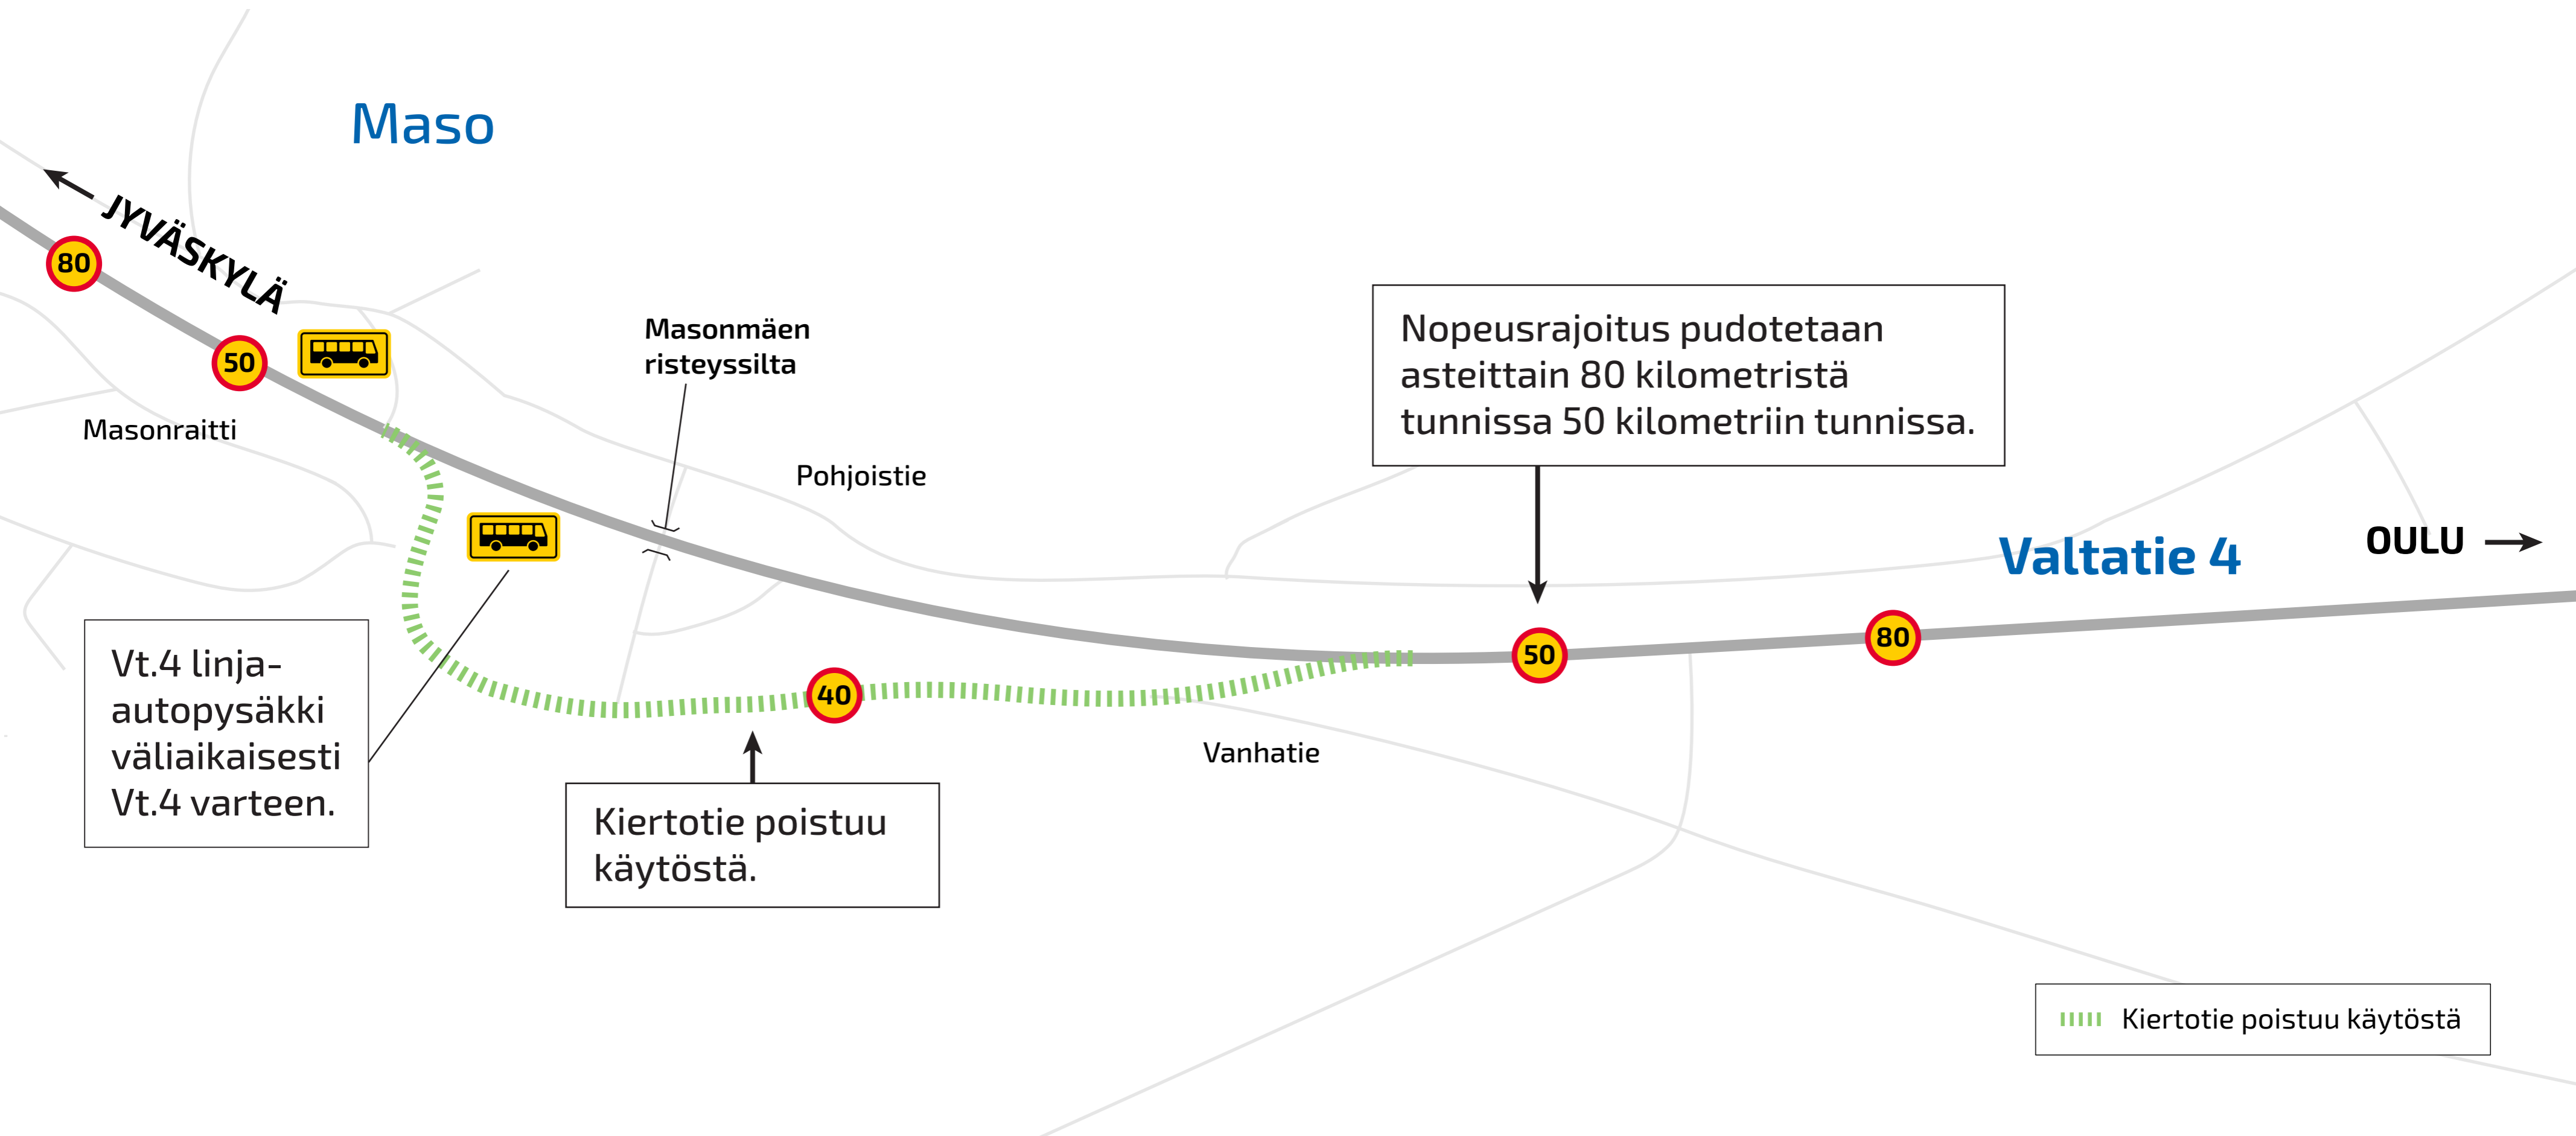 Maso
JYVÄSKYLÄ
80
50
Masonraitti
Masonmäen
risteyssilta
Pohjoistie
Nopeusrajoitus pudotetaan
asteittain 80 kilometristä
tunnissa 50 kilometriin tunnissa.
Valtatie 4
OULU
50
80
40
Vt.4 linja-
autopysäkki
väliaikaisesti
Vt.4 varteen.
Kiertotie poistuu
käytöstä.
Vanhatie
Kiertotie poistuu käytöstä